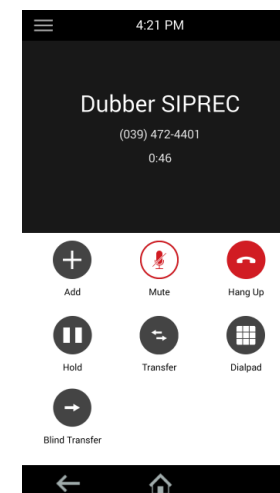 4:21 PM
Dubber SIPREC
(039) 472-4401
0:46
Add Mute Hang Up
Hold Transfer Dialpad
Blind Transfer